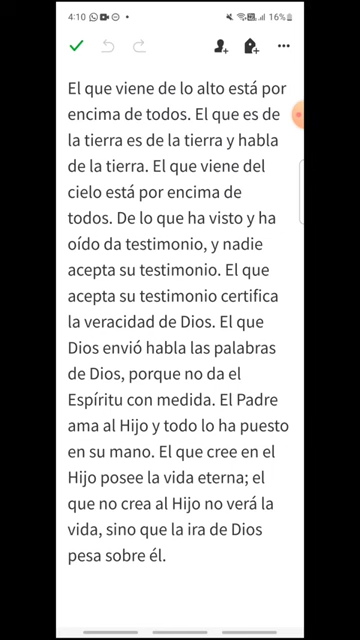 4:10
16%
El que viene de lo alto está por
encima de todos. El que es de
la tierra es de la tierra y habla
de la tierra. El que viene del
cielo está por encima de
todos. De lo que ha visto y ha
oído da testimonio, y nadie
acepta su testimonio. El que
acepta su testimonio certifica
la veracidad de Dios. El que
Dios envió habla las palabras
de Dios, porque no da el
Espíritu con medida. El Padre
ama al Hijo y todo lo ha puesto
en su mano. El que cree en el
Hijo posee la vida eterna; el
que no crea al Hijo no verá la
vida, sino que la ira de Dios
pesa sobre él.